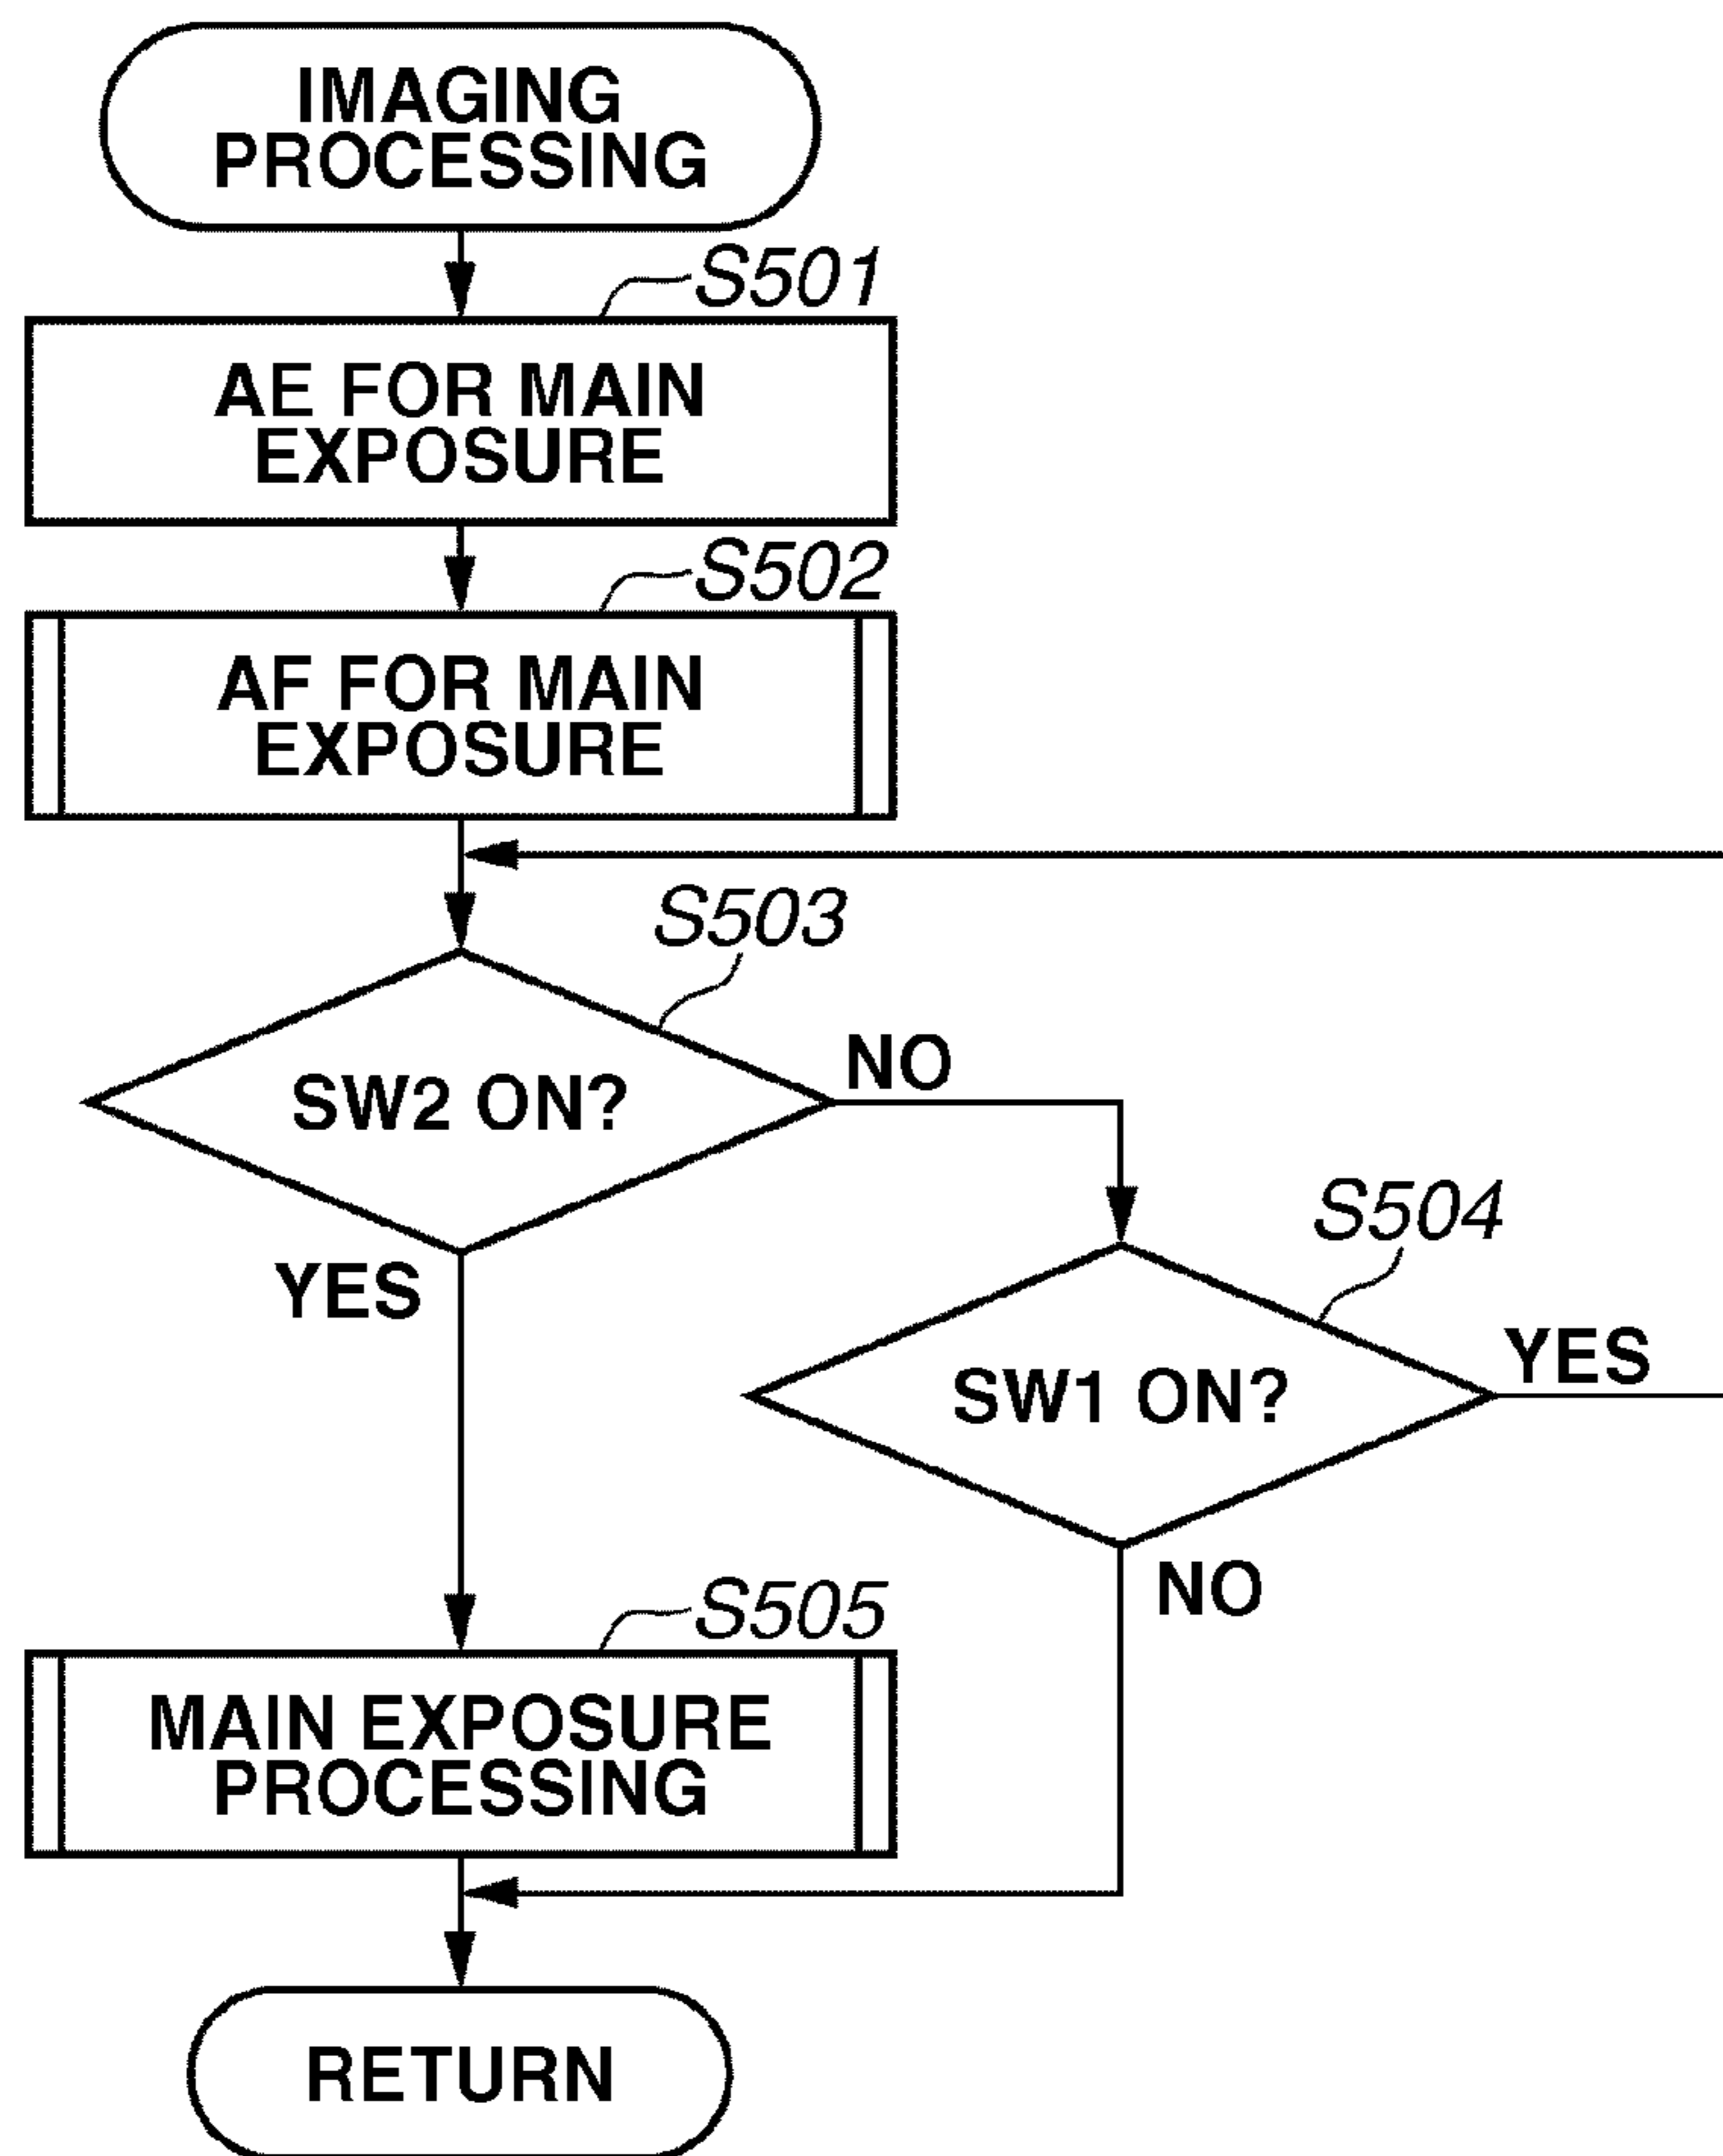 IMAGING
PROCESSING
S501
AE FOR MAIN
EXPOSURE
S502
AF FOR MAIN
EXPOSURE
S503
SW2 ON?
NO
YES
S504
SW1 ON?
YES
NO
S505
MAIN EXPOSURE
PROCESSING
RETURN